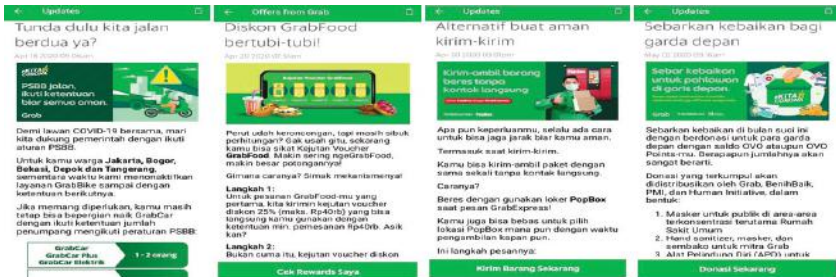 Updates
Tunda dulu kita jalan
berdua ya?
PSBB jalan,
ikuti ketentuan
biar semua aman.
Grab
Demi lawan COVID-19 bersama, mari
kita dukung pemerintah dengan ikuti
aturan PSBB.
Untuk kamu warga Jakarta, Bogor,
Bekasi, Depok dan Tangerang,
sementara waktu kami menonaktifkan
layanan GrabBike sampai dengan
ketentuan berikutnya.
Jika memang diperlukan, kamu masih
tetap bisa bepergian naik GrabCar
dengan ikuti ketentuan jumlah
penumpang mengikuti peraturan PSBB:
GrabCar
GrabCar Plus
GrabCar Elektrik
1 - 2 orang
Offers from Grab
Diskon GrabFood
bertubi-tubi!
Kejutan Voucher GrabFood
Perut udah keroncongan, tapi masih sibuk
perhitungan? Gak usah gitu, sekarang
kamu bisa sikat Kejutan Voucher
GrabFood. Makin sering ngeGrabFood,
makin besar potongannya!
Gimana caranya? Simak mekanismenya!
Langkah 1:
Untuk pesanan GrabFood-mu yang
pertama, kita kirimin kejutan voucher
diskon 25% (maks. Rp40rb) yang bisa
langsung kamu gunakan dengan
ketentuan min. pemesanan Rp40rb. Asik
kan?
Langkah 2:
Bukan cuma itu, kejutan voucher diskon
Cek Rewards Saya
Updates
Alternatif buat aman
kirim-kirim
Kirim-ambil barang
beres tanpa
kontak langsung
Apa pun keperluanmu, selalu ada cara
untuk bisa jaga jarak biar kamu aman.
Termasuk saat kirim-kirim.
Kamu bisa kirim-ambil paket dengan
sama sekali tanpa kontak langsung.
Caranya?
Beres dengan gunakan loker PopBox
saat pesan GrabExpress!
Kamu juga bisa bebas untuk pilih
lokasi PopBox mana pun dengan waktu
pengambilan kapan pun.
Ini langkah pesannya:
Kirim Barang Sekarang
Updates
Sebarkan kebaikan bagi
garda depan
Sebar kebaikan
untuk pahlawan
di garis depan.
Sebarkan kebaikan di bulan suci ini
dengan berdonasi untuk para garda
depan dengan saldo OVO ataupun OVO
Points-mu. Berapapun jumlahnya akan
sangat berarti.
Donasi yang terkumpul akan
didistribusikan oleh Grab, BenihBaik,
PMI, dan Human Initiative, dalam
bentuk:
1. Masker untuk publik di area-area
terkonsentrasi terutama Rumah
Sakit Umum
2. Hand sanitizer, masker, dan
sembako untuk mitra Grab
3. Alat Pelindung Diri (APD) untuk
Donasi Sekarang